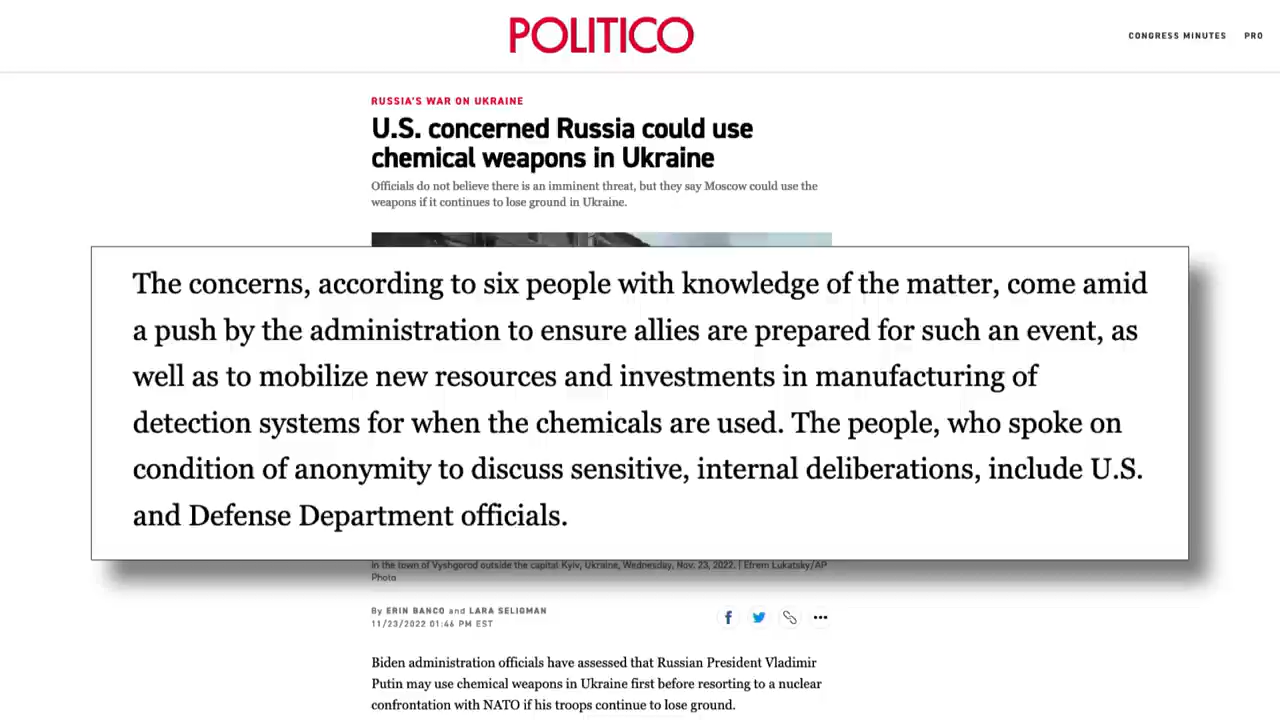 POLITICO
CONGRESS MINUTES PRO
RUSSIA'S WAR ON UKRAINE
U.S. concerned Russia could use
chemical weapons in Ukraine
Officials do not believe there is an imminent threat, but they say Moscow could use the
weapons if it continues to lose ground in Ukraine.
The concerns, according to six people with knowledge of the matter, come amid
a push by the administration to ensure allies are prepared for such an event, as
well as to mobilize new resources and investments in manufacturing of
detection systems for when the chemicals are used. The people, who spoke on
condition of anonymity to discuss sensitive, internal deliberations, include U.S.
and Defense Department officials.
in the town of Vyshgorod outside the capital Kyiv, Ukraine, Wednesday, Nov. 23, 2022. | Efrem Lukatsky/AP
Photo
By ERIN BANCO and LARA SELIGMAN
11/23/2022 01:46 PM EST
Biden administration officials have assessed that Russian President Vladimir
Putin may use chemical weapons in Ukraine first before resorting to a nuclear
confrontation with NATO if his troops continue to lose ground.